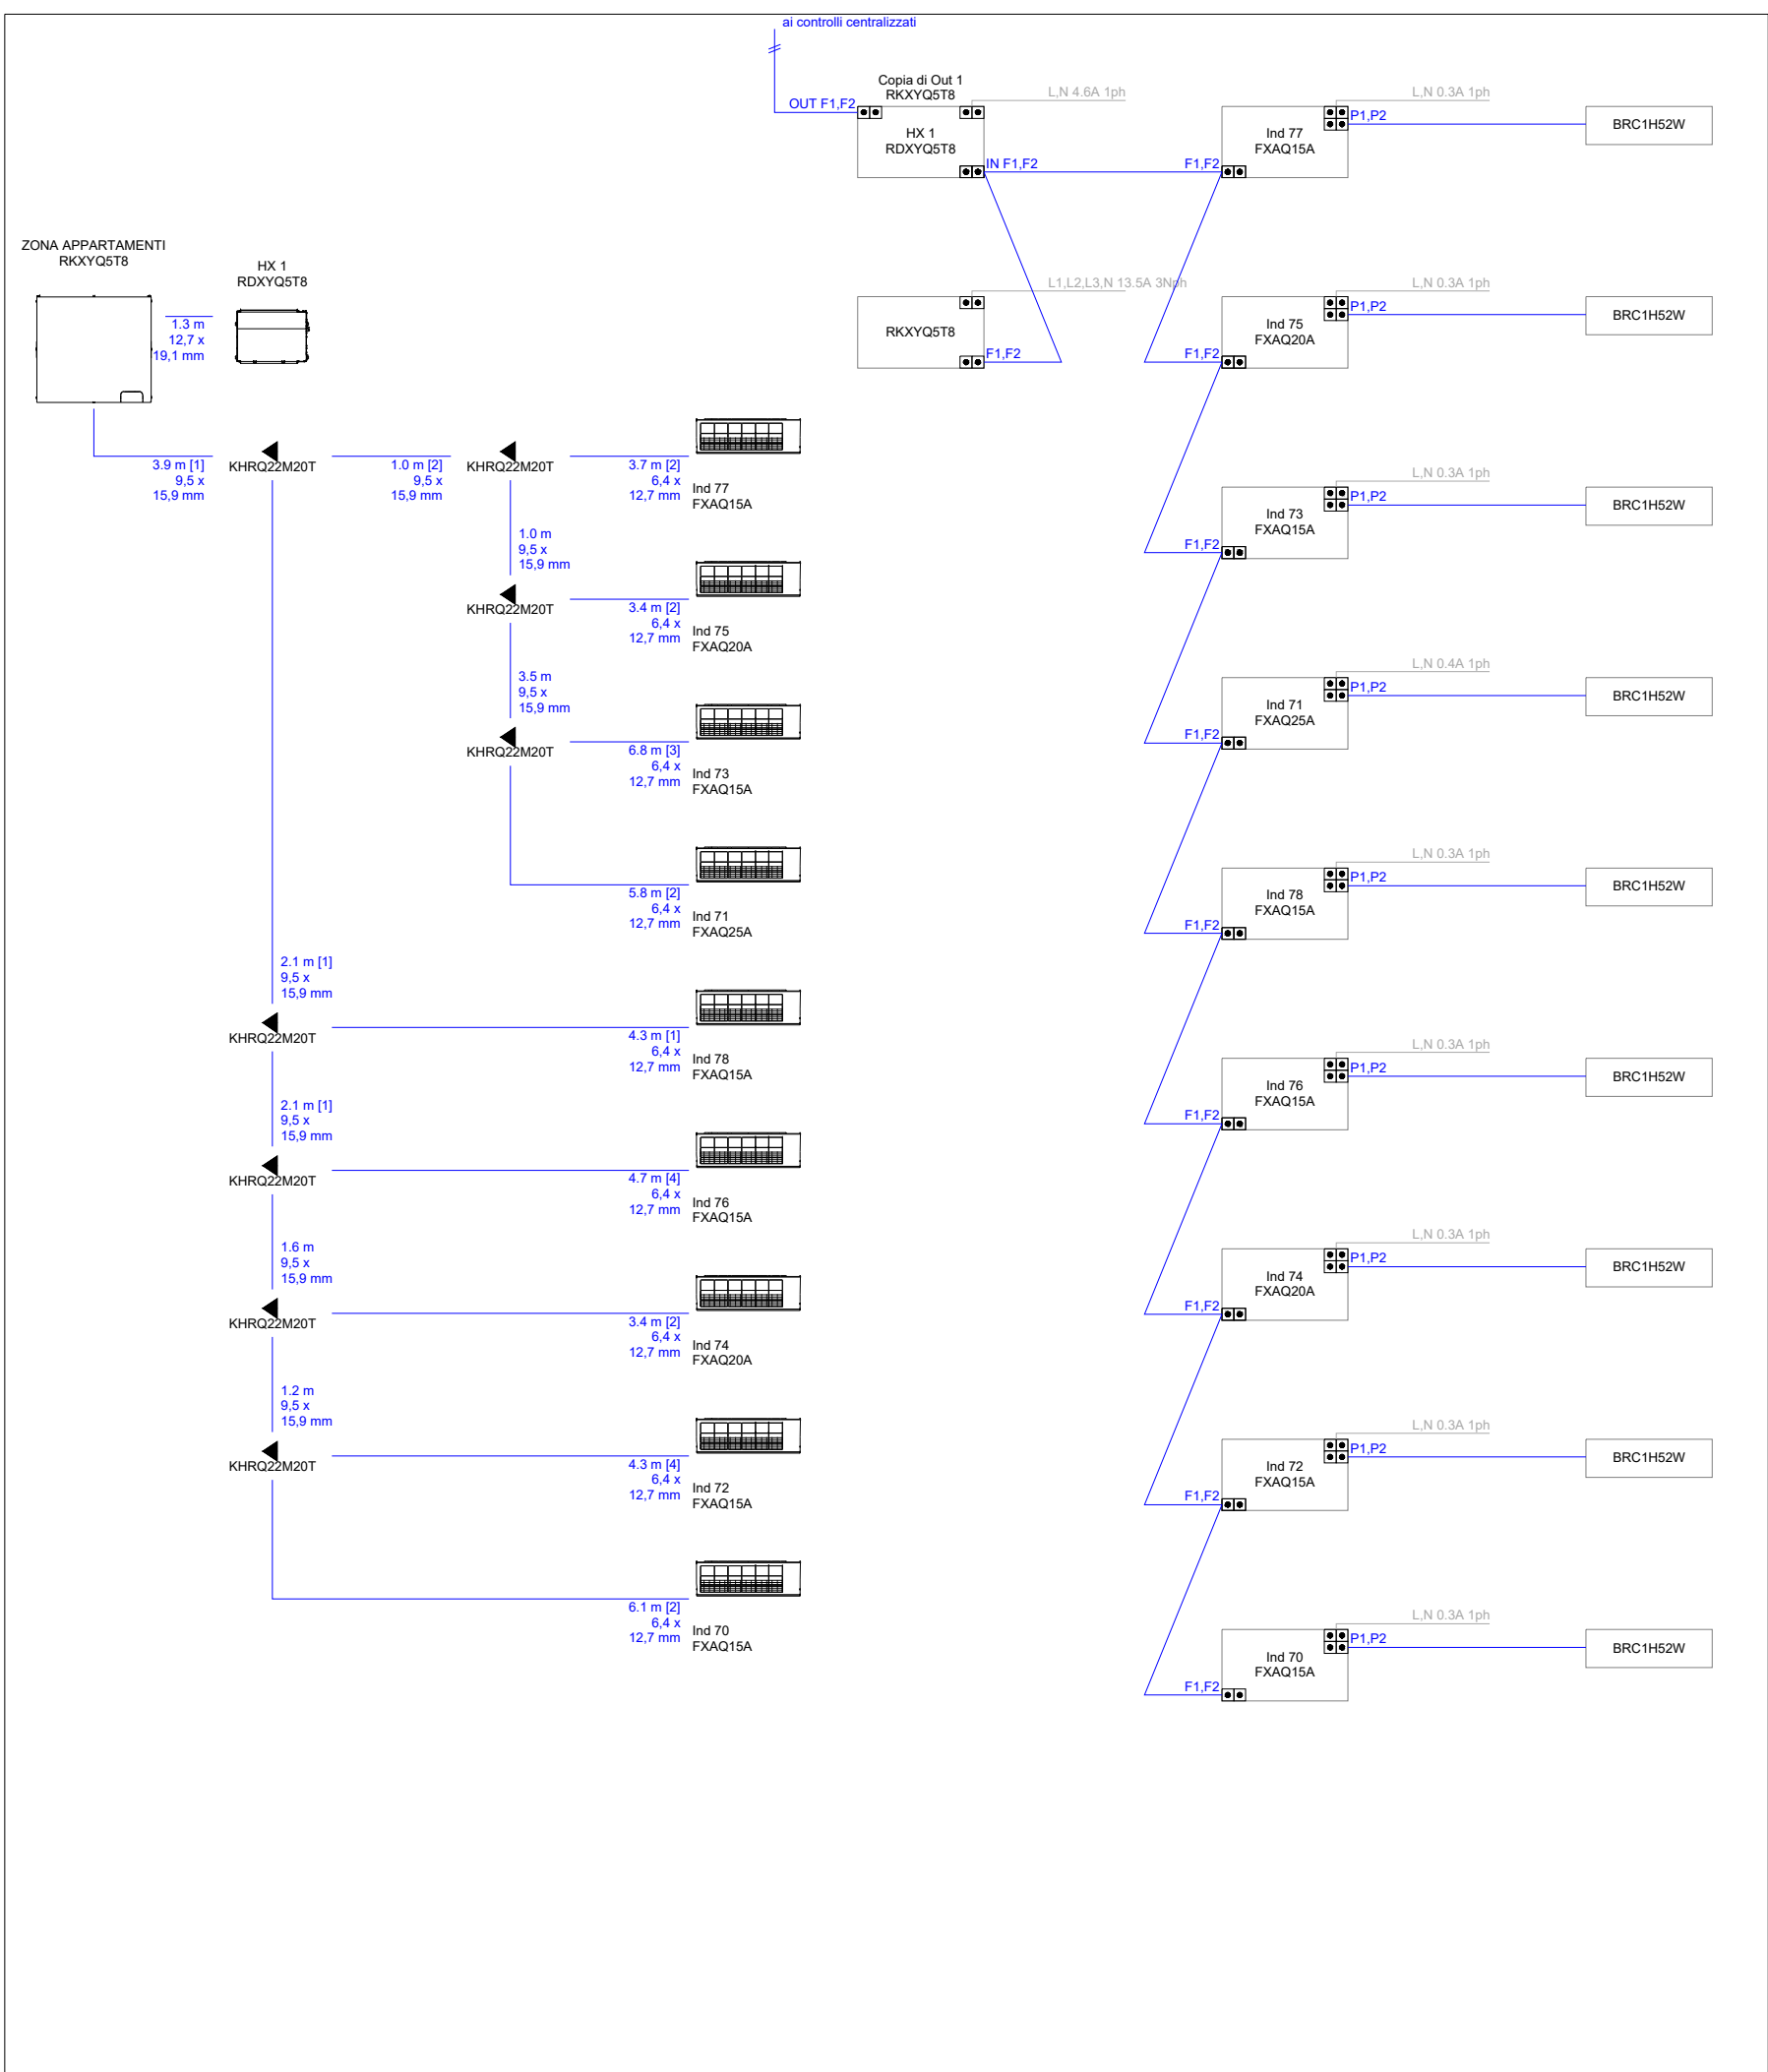 ai controlli centralizzati
Copia di Out 1
RKXYQ5T8
OUT F1,F2
L,N 4.6A 1ph
HX 1
RDXYQ5T8
IN F1,F2
L1,L2,L3,N 13.5A 3Nph
RKXYQ5T8
F1,F2
ZONA APPARTAMENTI
RKXYQ5T8
HX 1
RDXYQ5T8
1.3 m
12,7 x
19,1 mm
3.9 m [1]
9,5 x
15,9 mm
KHRQ22M20T
1.0 m [2]
9,5 x
15,9 mm
KHRQ22M20T
3.7 m [2]
6,4 x
12,7 mm
Ind 77
FXAQ15A
1.0 m
9,5 x
15,9 mm
KHRQ22M20T
3.4 m [2]
6,4 x
12,7 mm
Ind 75
FXAQ20A
3.5 m
9,5 x
15,9 mm
KHRQ22M20T
6.8 m [3]
6,4 x
12,7 mm
Ind 73
FXAQ15A
5.8 m [2]
6,4 x
12,7 mm
Ind 71
FXAQ25A
2.1 m [1]
9,5 x
15,9 mm
KHRQ22M20T
4.3 m [1]
6,4 x
12,7 mm
Ind 78
FXAQ15A
2.1 m [1]
9,5 x
15,9 mm
KHRQ22M20T
4.7 m [4]
6,4 x
12,7 mm
Ind 76
FXAQ15A
1.6 m
9,5 x
15,9 mm
KHRQ22M20T
3.4 m [2]
6,4 x
12,7 mm
Ind 74
FXAQ20A
1.2 m
9,5 x
15,9 mm
KHRQ22M20T
4.3 m [4]
6,4 x
12,7 mm
Ind 72
FXAQ15A
6.1 m [2]
6,4 x
12,7 mm
Ind 70
FXAQ15A
L,N 0.3A 1ph
P1,P2
Ind 77
FXAQ15A
F1,F2
BRC1H52W
L,N 0.3A 1ph
P1,P2
Ind 75
FXAQ20A
F1,F2
BRC1H52W
L,N 0.3A 1ph
P1,P2
Ind 73
FXAQ15A
F1,F2
BRC1H52W
L,N 0.4A 1ph
P1,P2
Ind 71
FXAQ25A
F1,F2
BRC1H52W
L,N 0.3A 1ph
P1,P2
Ind 78
FXAQ15A
F1,F2
BRC1H52W
L,N 0.3A 1ph
P1,P2
Ind 76
FXAQ15A
F1,F2
BRC1H52W
L,N 0.3A 1ph
P1,P2
Ind 74
FXAQ20A
F1,F2
BRC1H52W
L,N 0.3A 1ph
P1,P2
Ind 72
FXAQ15A
F1,F2
BRC1H52W
L,N 0.3A 1ph
P1,P2
Ind 70
FXAQ15A
F1,F2
BRC1H52W